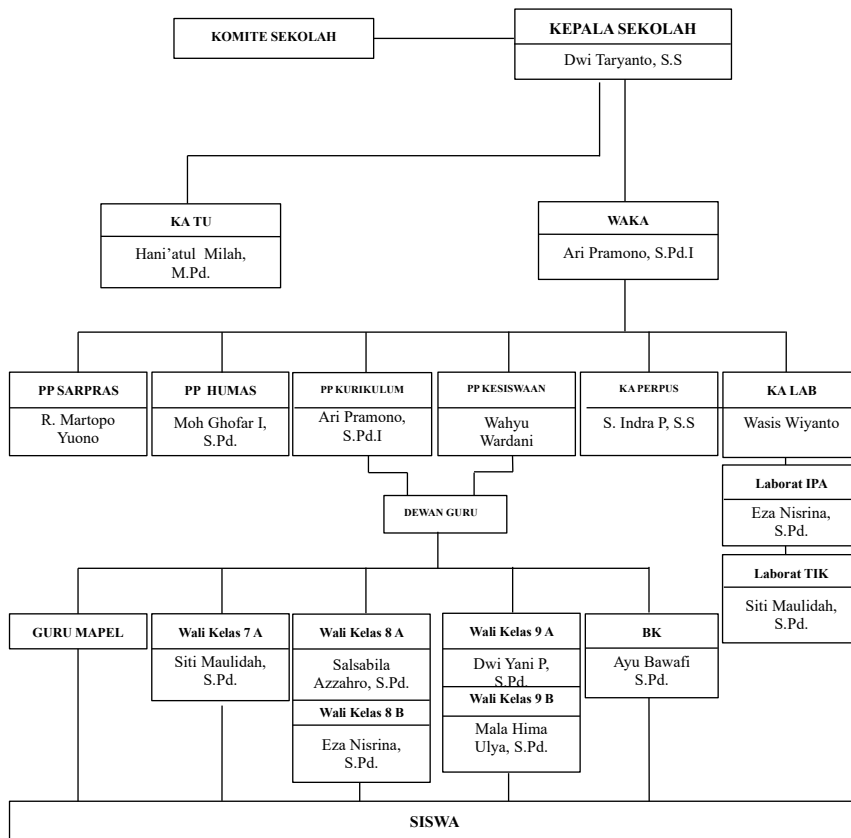 KOMITE SEKOLAH
KEPALA SEKOLAH
Dwi Taryanto, S.S
KA TU
Hani’atul Milah,
M.Pd.
WAKA
Ari Pramono, S.Pd.I
PP SARPRAS
R. Martopo
Yuono
PP HUMAS
Moh Ghofar I,
S.Pd.
PP KURIKULUM
Ari Pramono,
S.Pd.I
PP KESISWAAN
Wahyu
Wardani
KA PERPUS
S. Indra P, S.S
KA LAB
Wasis Wiyanto
Laborat IPA
Eza Nisrina,
S.Pd.
Laborat TIK
Siti Maulidah,
S.Pd.
DEWAN GURU
GURU MAPEL
Wali Kelas 7 A
Siti Maulidah,
S.Pd.
Wali Kelas 8 A
Salsabila
Azzahro, S.Pd.
Wali Kelas 8 B
Eza Nisrina,
S.Pd.
Wali Kelas 9 A
Dwi Yani P,
S.Pd.
Wali Kelas 9 B
Mala Hima
Ulya, S.Pd.
BK
Ayu Bawafi
S.Pd.
SISWA